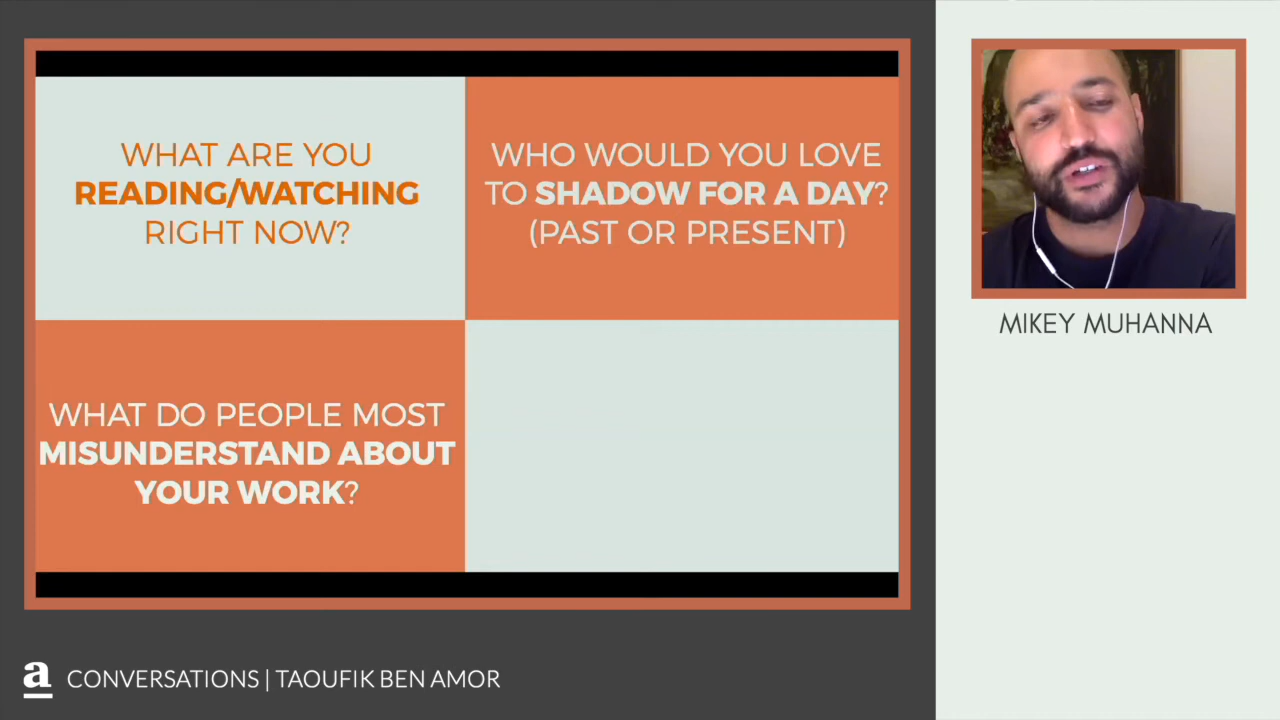 WHAT ARE YOU
READING/WATCHING
RIGHT NOW?
WHO WOULD YOU LOVE
TO SHADOW FOR A DAY?
(PAST OR PRESENT)
WHAT DO PEOPLE MOST
MISUNDERSTAND ABOUT
YOUR WORK?
MIKEY MUHANNA
a CONVERSATIONS | TAOUFIK BEN AMOR